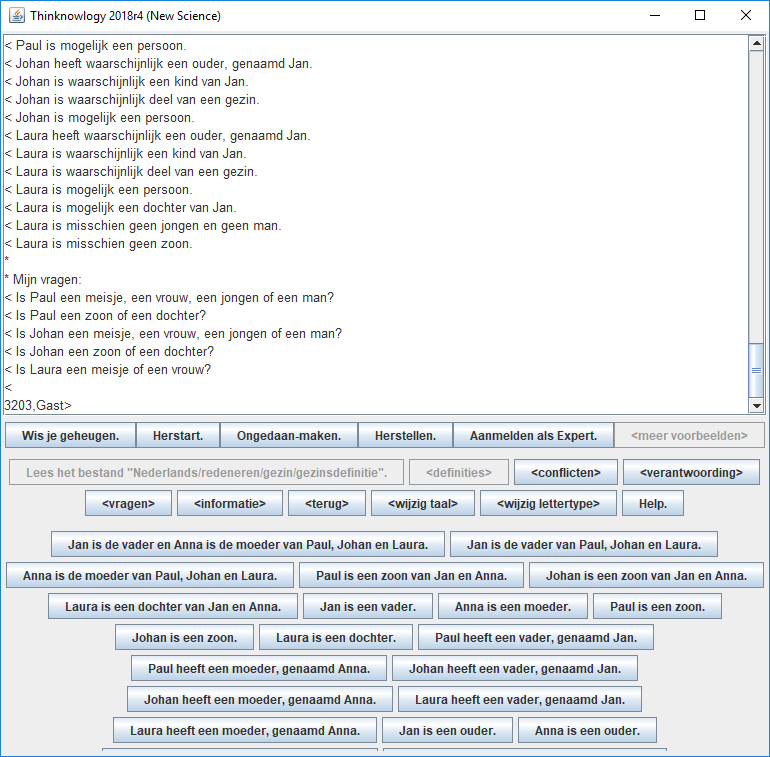 Thinknowlogy 2018r4 (New Science)
< Paul is mogelijk een persoon.
< Johan heeft waarschijnlijk een ouder, genaamd Jan.
< Johan is waarschijnlijk een kind van Jan.
< Johan is waarschijnlijk deel van een gezin.
< Johan is mogelijk een persoon.
< Laura heeft waarschijnlijk een ouder, genaamd Jan.
< Laura is waarschijnlijk een kind van Jan.
< Laura is waarschijnlijk deel van een gezin.
< Laura is mogelijk een persoon.
< Laura is mogelijk een dochter van Jan.
< Laura is misschien geen jongen en geen man.
< Laura is misschien geen zoon.
*
* Mijn vragen:
< Is Paul een meisje, een vrouw, een jongen of een man?
< Is Paul een zoon of een dochter?
< Is Johan een meisje, een vrouw, een jongen of een man?
< Is Johan een zoon of een dochter?
< Is Laura een meisje of een vrouw?
<
3203,Gast>
Wis je geheugen. Herstart. Ongedaan-maken. Herstellen. Aanmelden als Expert. <meer voorbeelden>
Lees het bestand "Nederlands/redeneren/gezin/gezinsdefinitie". <definities> <conflicten> <verantwoording>
<vragen> <informatie> <terug> <wijzig taal> <wijzig lettertype> Help.
Jan is de vader en Anna is de moeder van Paul, Johan en Laura. Jan is de vader van Paul, Johan en Laura.
Anna is de moeder van Paul, Johan en Laura. Paul is een zoon van Jan en Anna. Johan is een zoon van Jan en Anna.
Laura is een dochter van Jan en Anna. Jan is een vader. Anna is een moeder. Paul is een zoon.
Johan is een zoon. Laura is een dochter. Paul heeft een vader, genaamd Jan.
Paul heeft een moeder, genaamd Anna. Johan heeft een vader, genaamd Jan.
Johan heeft een moeder, genaamd Anna. Laura heeft een vader, genaamd Jan.
Laura heeft een moeder, genaamd Anna. Jan is een ouder. Anna is een ouder.